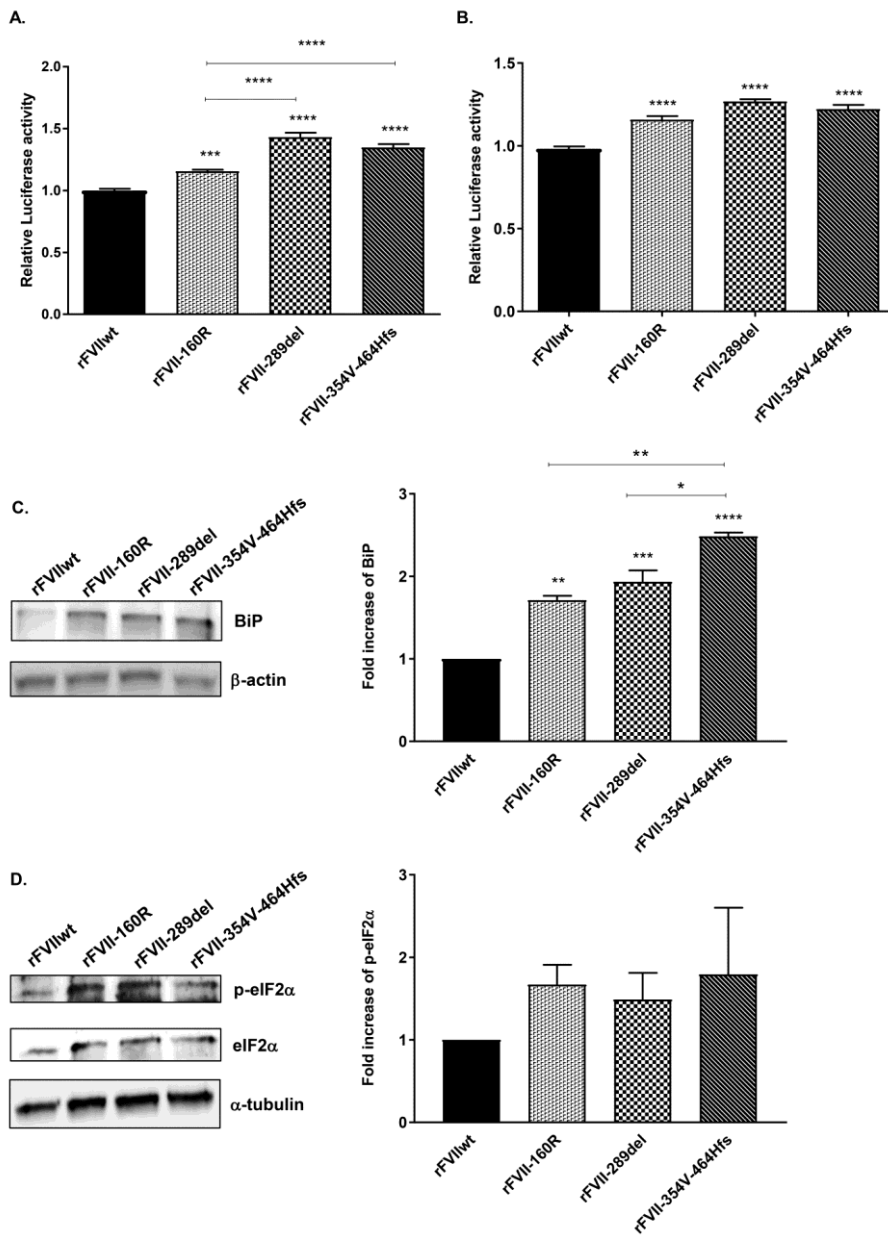 A.
Relative Luciferase activity
2.0
1.5
1.0
0.5
0.0
****
****
***
****
****
rFVIIwt
rFVII-160R
rFVII-289del
rFVII-354V-464Hfs
B.
Relative Luciferase activity
1.5
1.0
0.5
0.0
****
****
****
rFVIIwt
rFVII-160R
rFVII-289del
rFVII-354V-464Hfs
C.
rFVIIwt
rFVII-160R
rFVII-289del
rFVII-354V-464Hfs
BiP
β-actin
Fold increase of BiP
3
2
1
0
**
*
**
***
****
rFVIIwt
rFVII-160R
rFVII-289del
rFVII-354V-464Hfs
D.
rFVIIwt
rFVII-160R
rFVII-289del
rFVII-354V-464Hfs
p-eIF2α
eIF2α
α-tubulin
Fold increase of p-eIF2α
3
2
1
0
rFVIIwt
rFVII-160R
rFVII-289del
rFVII-354V-464Hfs